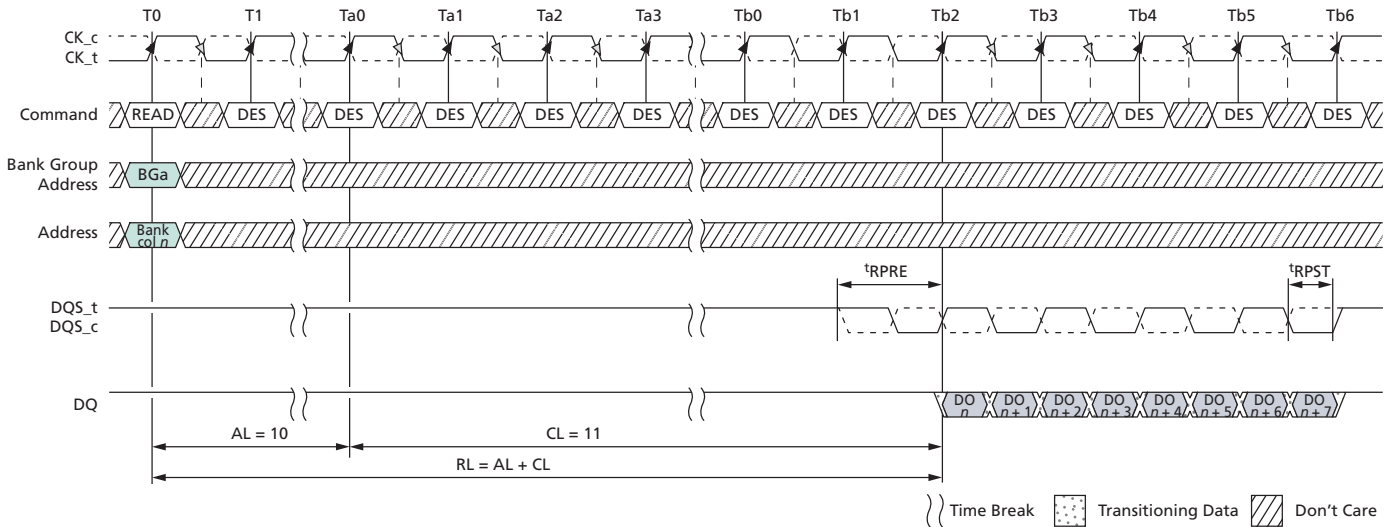 T0 T1 Ta0 Ta1 Ta2 Ta3 Tb0 Tb1 Tb2 Tb3 Tb4 Tb5 Tb6
CK_c
CK_t
Command READ DES DES DES DES DES DES DES DES DES DES DES DES
Bank Group
Address
BGa
Address
Bank
col n
tRPRE
tRPST
DQS_t
DQS_c
DQ
DO
n
DO
n + 1
DO
n + 2
DO
n + 3
DO
n + 4
DO
n + 5
DO
n + 6
DO
n + 7
AL = 10
CL = 11
RL = AL + CL
Time Break Transitioning Data Don't Care